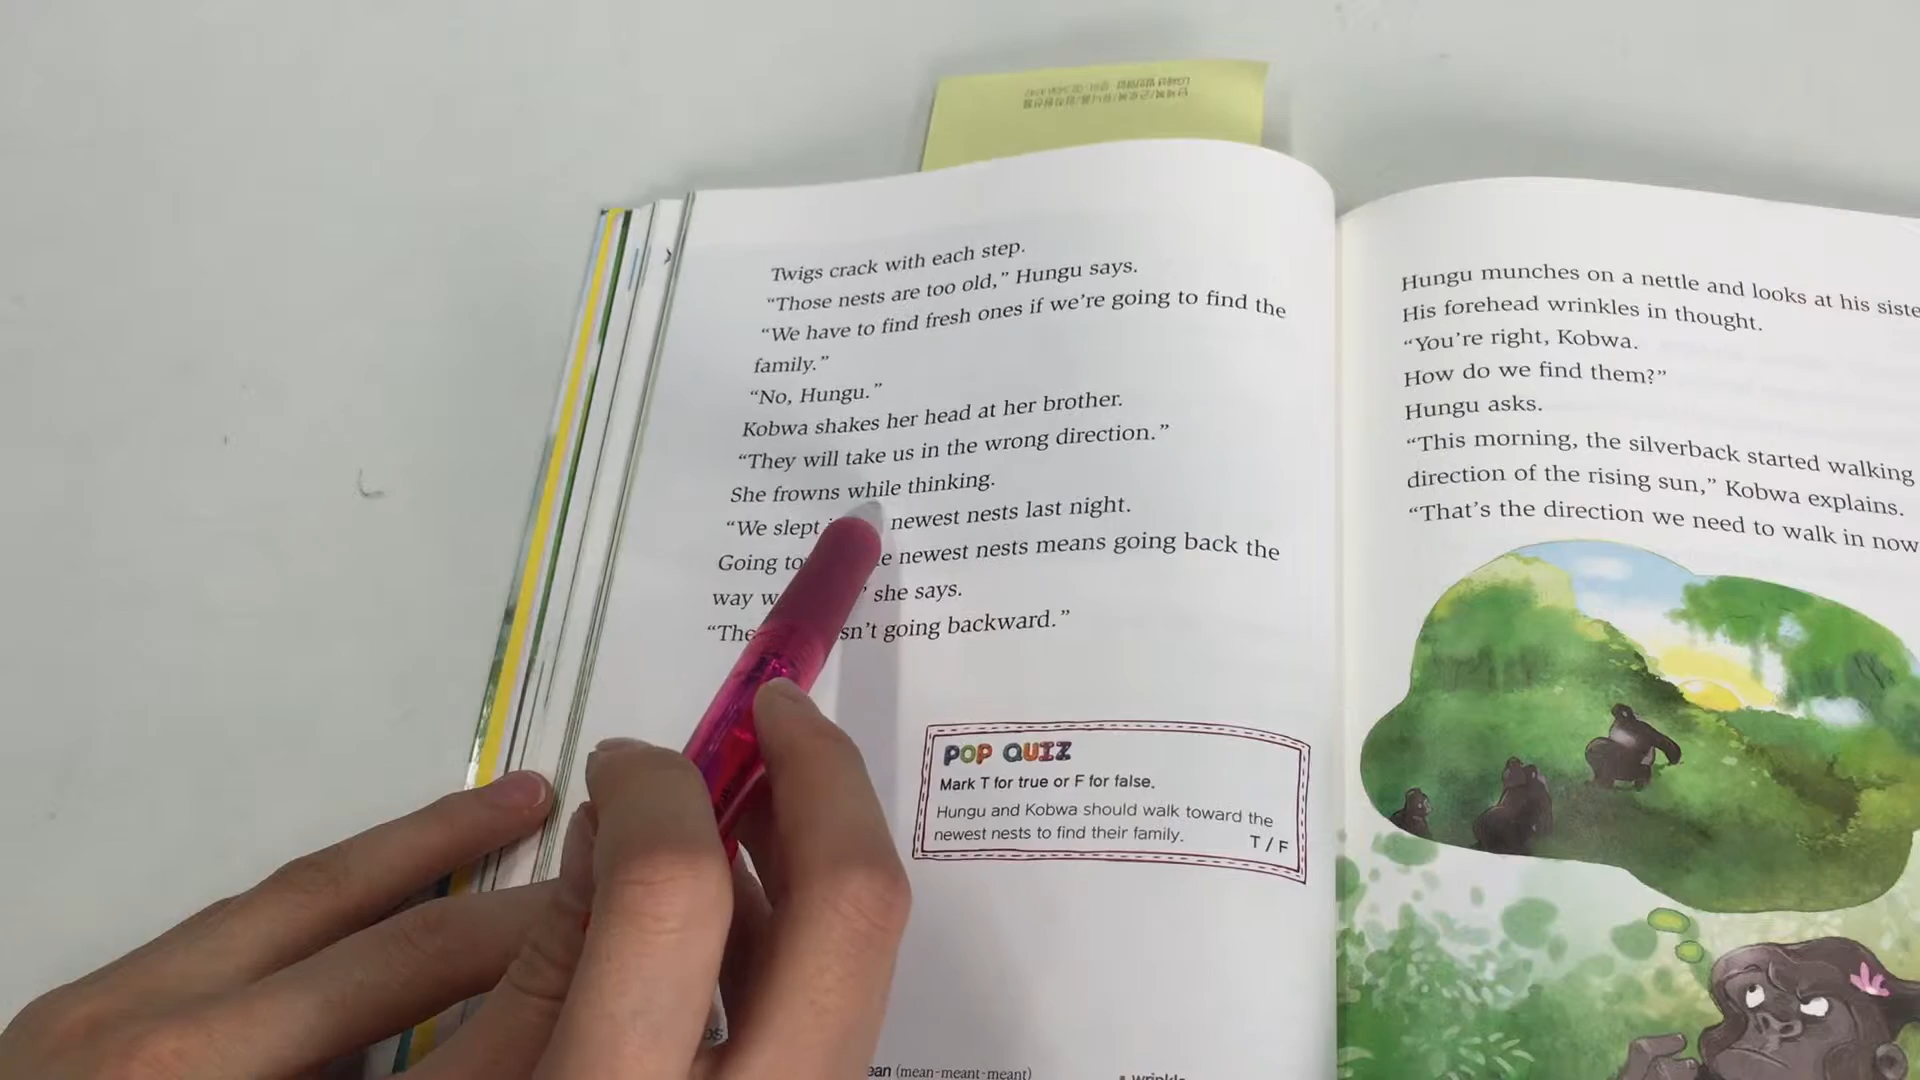 Twigs crack with each step.
“Those nests are too old,” Hungu says.
“We have to find fresh ones if we’re going to find the
family.”
“No, Hungu.”
Kobwa shakes her head at her brother.
“They will take us in the wrong direction.”
She frowns while thinking.
“We slept newest nests last night.
Going newest nests means going back the
way she says.
going backward.”
POP QUIZ
Mark T for true or F for false.
Hungu and Kobwa should walk toward the
newest nests to find their family.
T / F
(mean-meant-meant)
Hungu munches on a nettle and looks at his
His forehead wrinkles in thought.
“You’re right, Kobwa.
How do we find them?”
Hungu asks.
“This morning, the silverback started walking
direction of the rising sun,” Kobwa explains.
“That’s the direction we need to walk in now